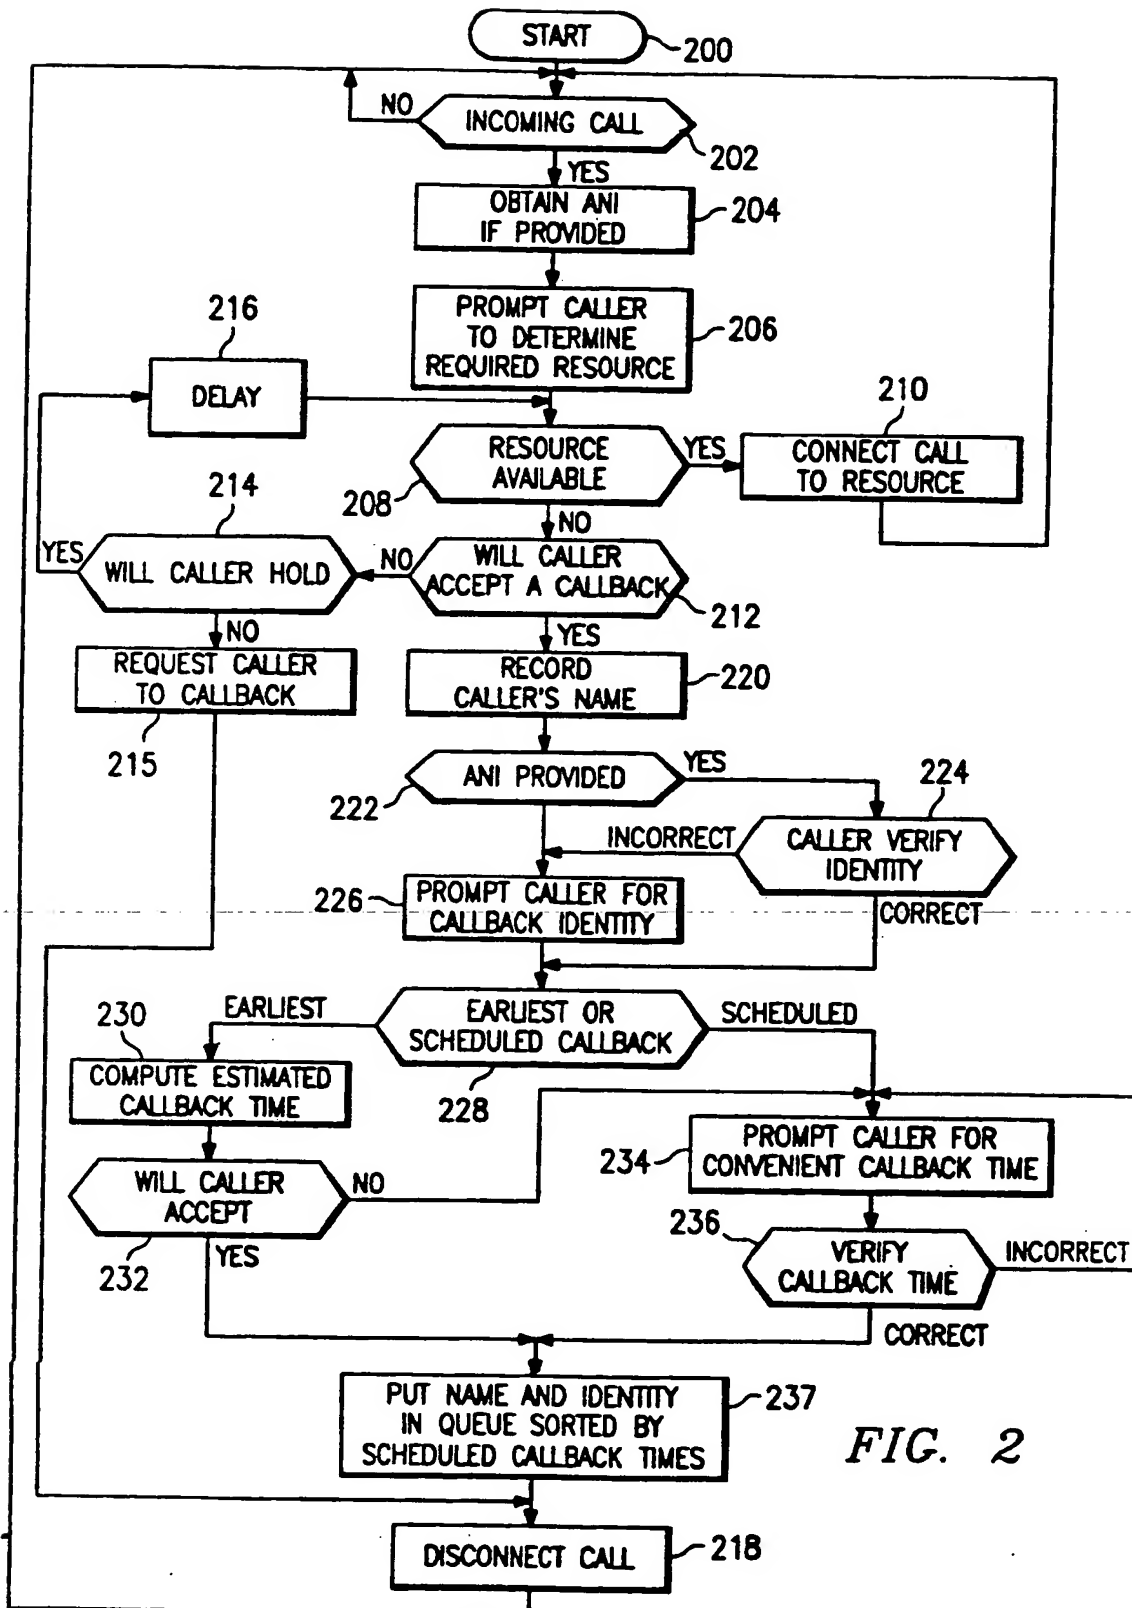 START
200
NO
INCOMING CALL
202
YES
OBTAIN ANI
IF PROVIDED
204
PROMPT CALLER
TO DETERMINE
REQUIRED RESOURCE
206
216
DELAY
210
RESOURCE
AVAILABLE
208
YES
CONNECT CALL
TO RESOURCE
NO
214
YES
WILL CALLER HOLD
NO
WILL CALLER
ACCEPT A CALLBACK
212
NO
YES
REQUEST CALLER
TO CALLBACK
215
RECORD
CALLER'S NAME
220
ANI PROVIDED
222
YES
224
INCORRECT
CALLER VERIFY
IDENTITY
226
PROMPT CALLER FOR
CALLBACK IDENTITY
CORRECT
230
EARLIEST
EARLIEST OR
SCHEDULED CALLBACK
228
SCHEDULED
COMPUTE ESTIMATED
CALLBACK TIME
234
PROMPT CALLER FOR
CONVENIENT CALLBACK TIME
WILL CALLER
ACCEPT
232
NO
YES
236
VERIFY
CALLBACK TIME
INCORRECT
CORRECT
PUT NAME AND IDENTITY
IN QUEUE SORTED BY
SCHEDULED CALLBACK TIMES
237
FIG. 2
DISCONNECT CALL
218